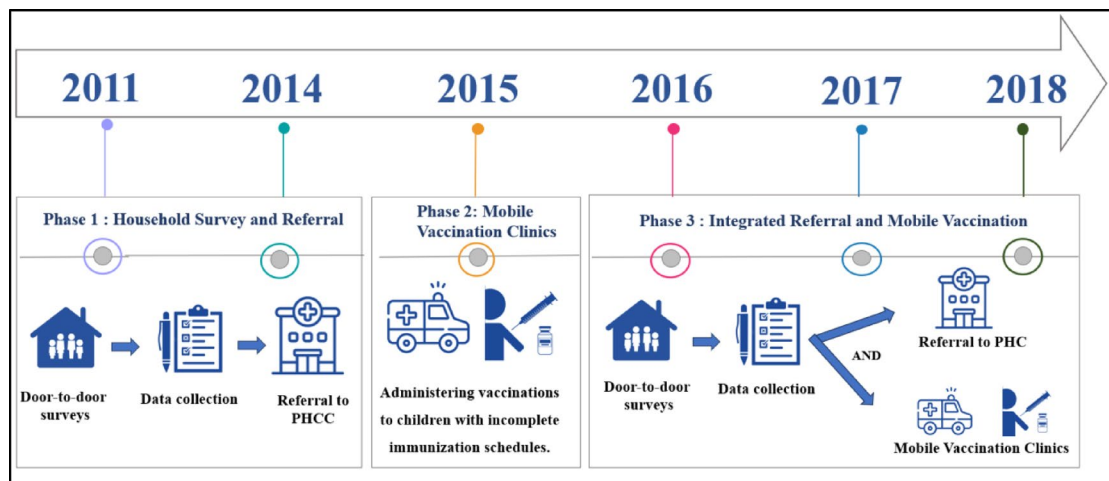 2011 2014 2015 2016 2017 2018
Phase 1 : Household Survey and Referral
Door-to-door
surveys
Data collection
Referral to
PHCC
Phase 2: Mobile
Vaccination Clinics
Administering vaccinations
to children with incomplete
immunization schedules.
Phase 3 : Integrated Referral and Mobile Vaccination
Door-to-door
surveys
Data collection
AND
Referral to PHC
Mobile Vaccination Clinics